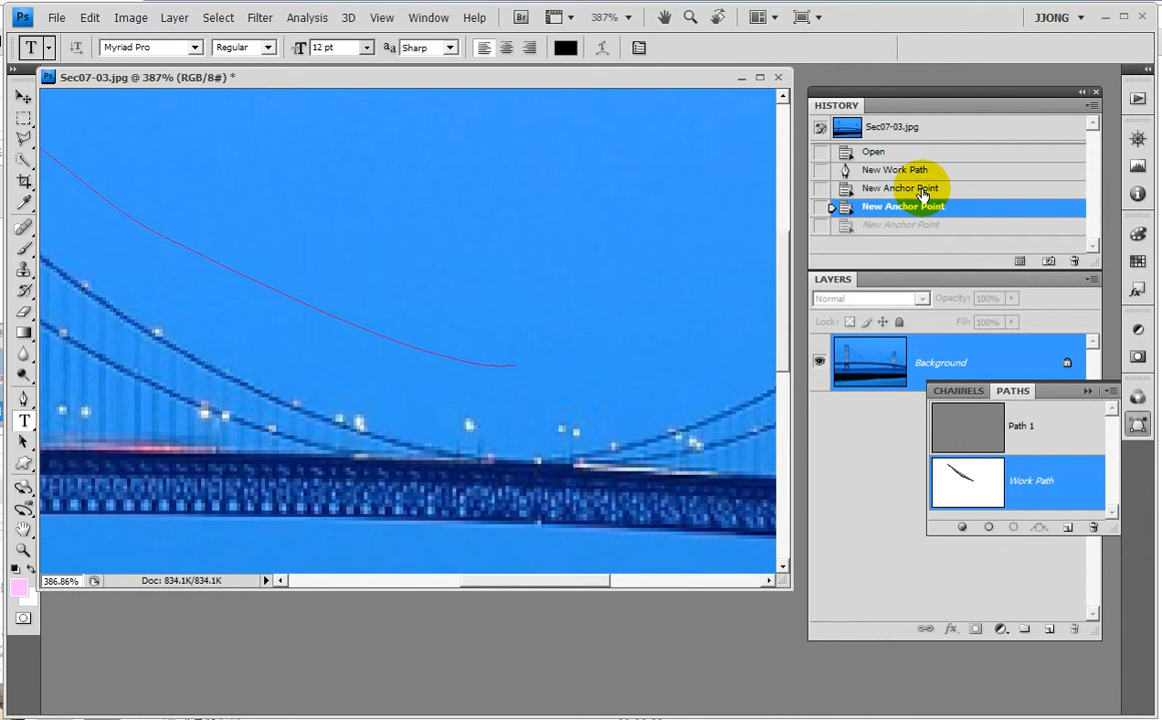 Ps File Edit Image Layer Select Filter Analysis 3D View Window Help Br 387% JJONG
T Myriad Pro Regular T 12 pt aa Sharp
Ps Sec07-03.jpg @ 387% (RGB/8#) *
HISTORY
Sec07-03.jpg
Open
New Work Path
New Anchor Point
New Anchor Point
New Anchor Point
LAYERS
Normal Opacity: 100%
Lock: Fill: 100%
Background
CHANNELS PATHS
Path 1
Work Path
386.86% Doc: 834.1K/834.1K
fx